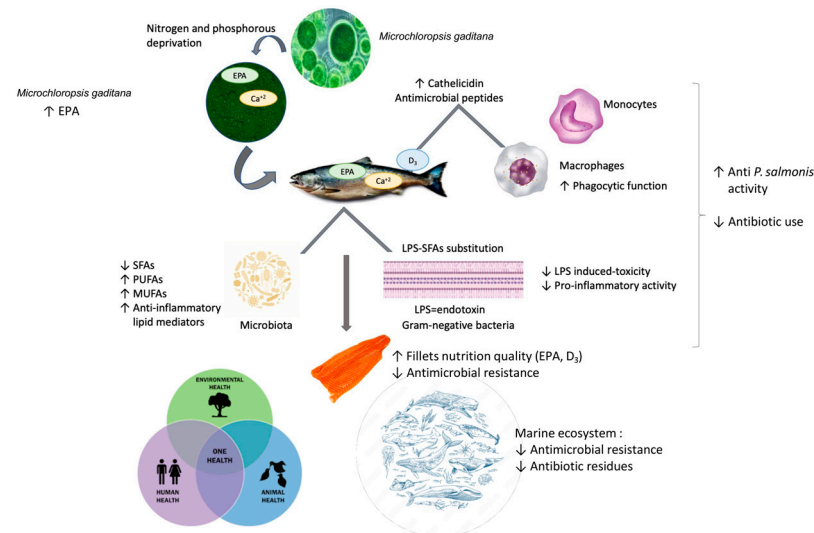 Nitrogen and phosphorous
deprivation
Microchloropsis gaditana
EPA
Ca+2
Microchloropsis gaditana
↑ EPA
↑ Cathelicidin
Antimicrobial peptides
Monocytes
D3
EPA
Ca+2
Macrophages
↑ Phagocytic function
↑ Anti P. salmonis
activity
↓ Antibiotic use
LPS-SFAs substitution
↓ SFAs
↑ PUFAs
↑ MUFAs
↑ Anti-inflammatory
lipid mediators
Microbiota
↓ LPS induced-toxicity
↓ Pro-inflammatory activity
LPS=endotoxin
Gram-negative bacteria
↑ Fillets nutrition quality (EPA, D3)
↓ Antimicrobial resistance
ENVIRONMENTAL
HEALTH
ONE
HEALTH
HUMAN
HEALTH
ANIMAL
HEALTH
Marine ecosystem :
↓ Antimicrobial resistance
↓ Antibiotic residues